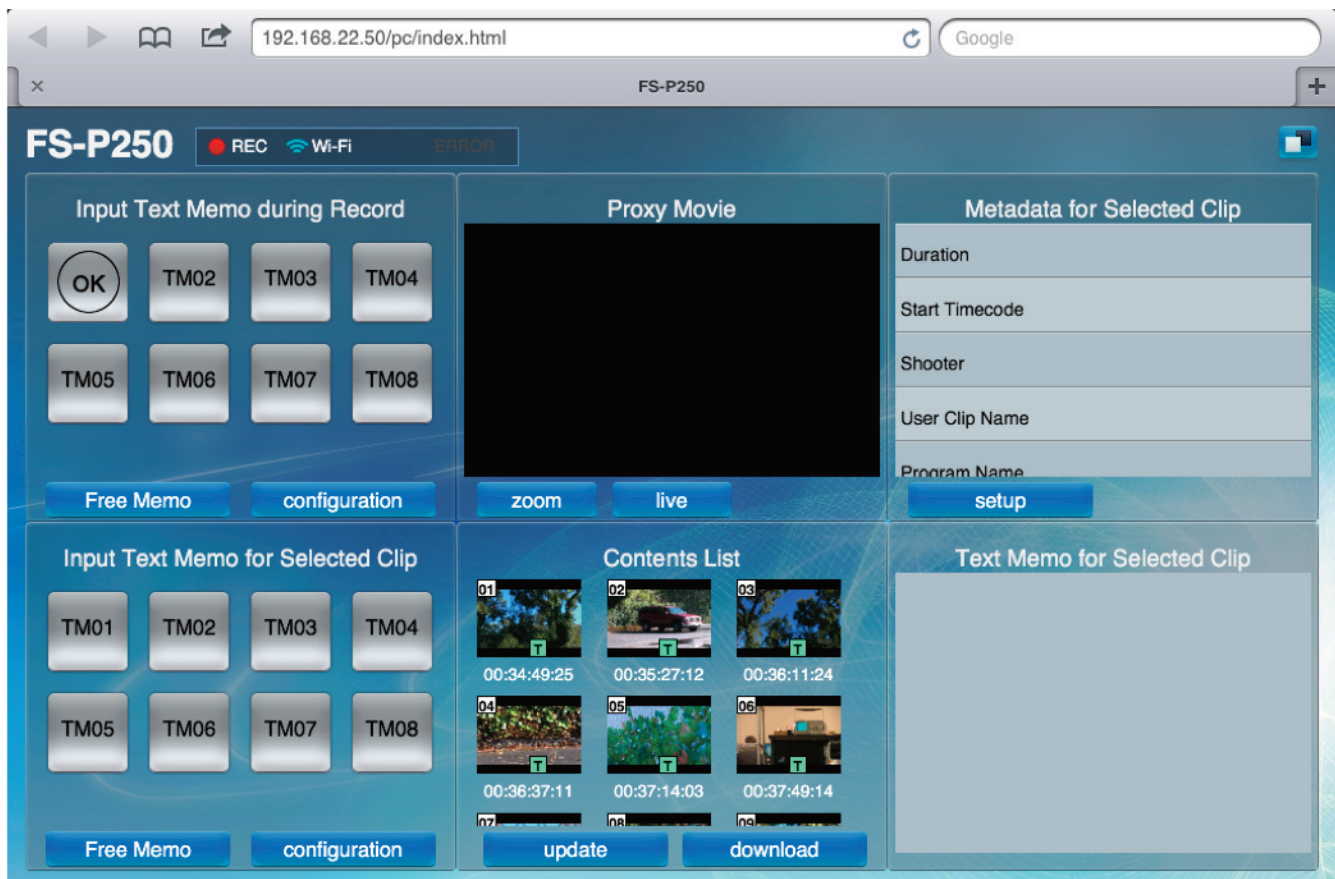 192.168.22.50/pc/index.html
Google
FS-P250
FS-P250
REC Wi-Fi ERROR
Input Text Memo during Record
OK TM02 TM03 TM04
TM05 TM06 TM07 TM08
Free Memo configuration
Proxy Movie
zoom live
Metadata for Selected Clip
Duration
Start Timecode
Shooter
User Clip Name
Program Name
setup
Input Text Memo for Selected Clip
TM01 TM02 TM03 TM04
TM05 TM06 TM07 TM08
Free Memo configuration
Contents List
01 02 03
T T T
00:34:49:25 00:35:27:12 00:36:11:24
04 05 06
T T T
00:36:37:11 00:37:14:03 00:37:49:14
07 08 09
update download
Text Memo for Selected Clip